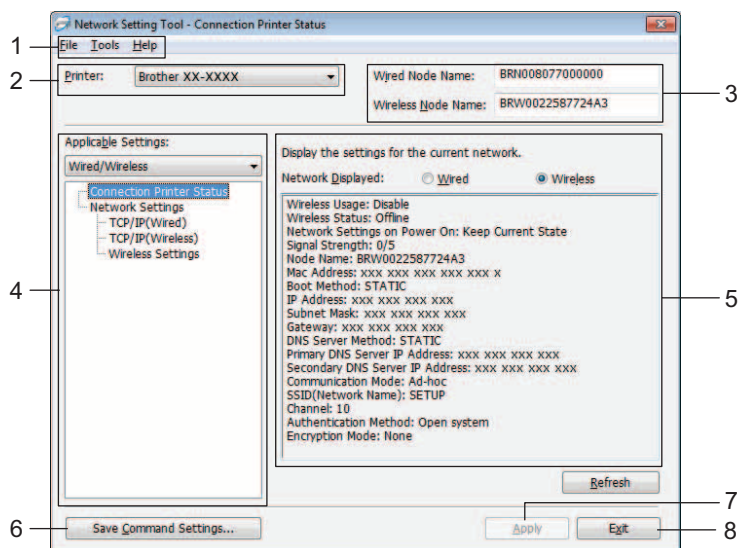 Network Setting Tool - Connection Printer Status
1
File Tools Help
2
Printer: Brother XX-XXXX
Wired Node Name: BRN008077000000
Wireless Node Name: BRW0022587724A3
3
4
Applicable Settings:
Wired/Wireless
Connection Printer Status
Network Settings
TCP/IP(Wired)
TCP/IP(Wireless)
Wireless Settings
Display the settings for the current network.
Network Displayed: Wired Wireless
Wireless Usage: Disable
Wireless Status: Offline
Network Settings on Power On: Keep Current State
Signal Strength: 0/5
Node Name: BRW0022587724A3
Mac Address: xxx xxx xxx xxx xxx x
Boot Method: STATIC
IP Address: xxx xxx xxx xxx
Subnet Mask: xxx xxx xxx xxx
Gateway: xxx xxx xxx xxx
DNS Server Method: STATIC
Primary DNS Server IP Address: xxx xxx xxx xxx
Secondary DNS Server IP Address: xxx xxx xxx xxx
Communication Mode: Ad-hoc
SSID(Network Name): SETUP
Channel: 10
Authentication Method: Open system
Encryption Mode: None
5
Refresh
6
Save Command Settings...
7
Apply
Exit
8